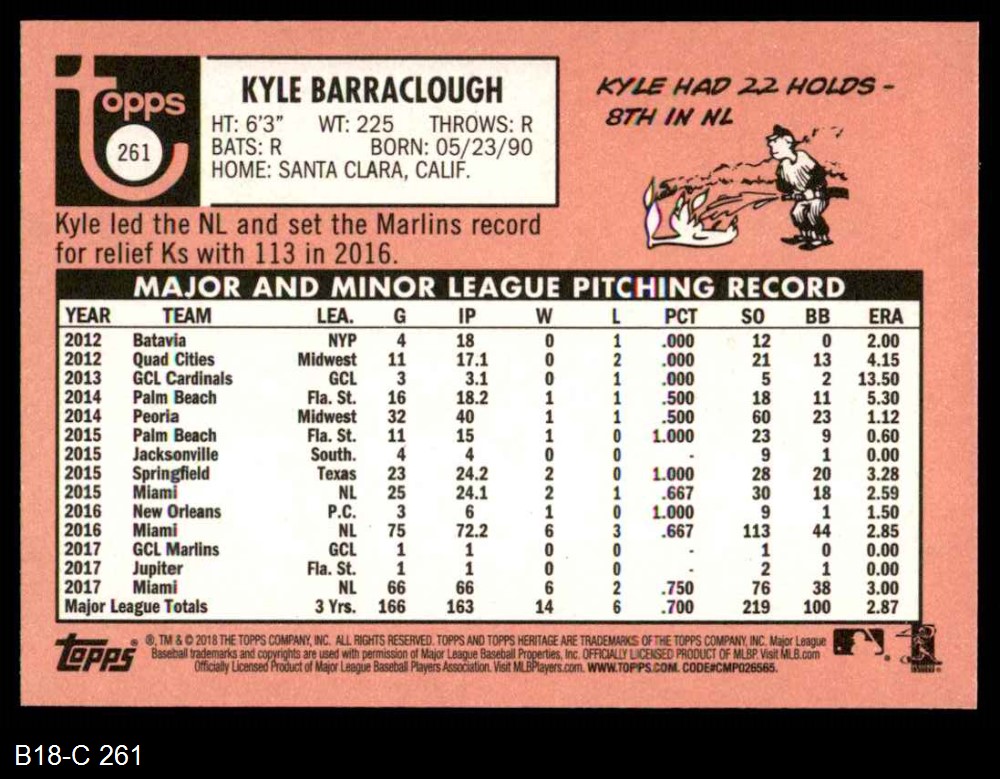 topps
261
KYLE BARRACLOUGH
HT: 6'3" WT: 225 THROWS: R
BATS: R BORN: 05/23/90
HOME: SANTA CLARA, CALIF.
KYLE HAD 22 HOLDS -
8TH IN NL
Kyle led the NL and set the Marlins record
for relief Ks with 113 in 2016.
MAJOR AND MINOR LEAGUE PITCHING RECORD
YEAR TEAM LEA. G IP W L PCT SO BB ERA
2012 Batavia NYP 4 18 0 1 .000 12 0 2.00
2012 Quad Cities Midwest 11 17.1 0 2 .000 21 13 4.15
2013 GCL Cardinals GCL 3 3.1 0 1 .000 5 2 13.50
2014 Palm Beach Fla. St. 16 18.2 1 1 .500 18 11 5.30
2014 Peoria Midwest 32 40 1 1 .500 60 23 1.12
2015 Palm Beach Fla. St. 11 15 1 0 1.000 23 9 0.60
2015 Jacksonville South. 4 4 0 0 - 9 1 0.00
2015 Springfield Texas 23 24.2 2 0 1.000 28 20 3.28
2015 Miami NL 25 24.1 2 1 .667 30 18 2.59
2016 New Orleans P.C. 3 6 1 0 1.000 9 1 1.50
2016 Miami NL 75 72.2 6 3 .667 113 44 2.85
2017 GCL Marlins GCL 1 1 0 0 - 1 0 0.00
2017 Jupiter Fla. St. 1 1 0 0 - 2 1 0.00
2017 Miami NL 66 66 6 2 .750 76 38 3.00
Major League Totals 3 Yrs. 166 163 14 6 .700 219 100 2.87
topps
®, TM & © 2018 THE TOPPS COMPANY, INC. ALL RIGHTS RESERVED. TOPPS AND TOPPS HERITAGE ARE TRADEMARKS OF THE TOPPS COMPANY, INC. Major League
Baseball trademarks and copyrights are used with permission of Major League Baseball Properties, Inc. OFFICIALLY LICENSED PRODUCT OF MLBP. Visit MLB.com
Officially Licensed Product of Major League Baseball Players Association. Visit MLBPlayers.com. WWW.TOPPS.COM. CODE#CMP026565.
B18-C 261